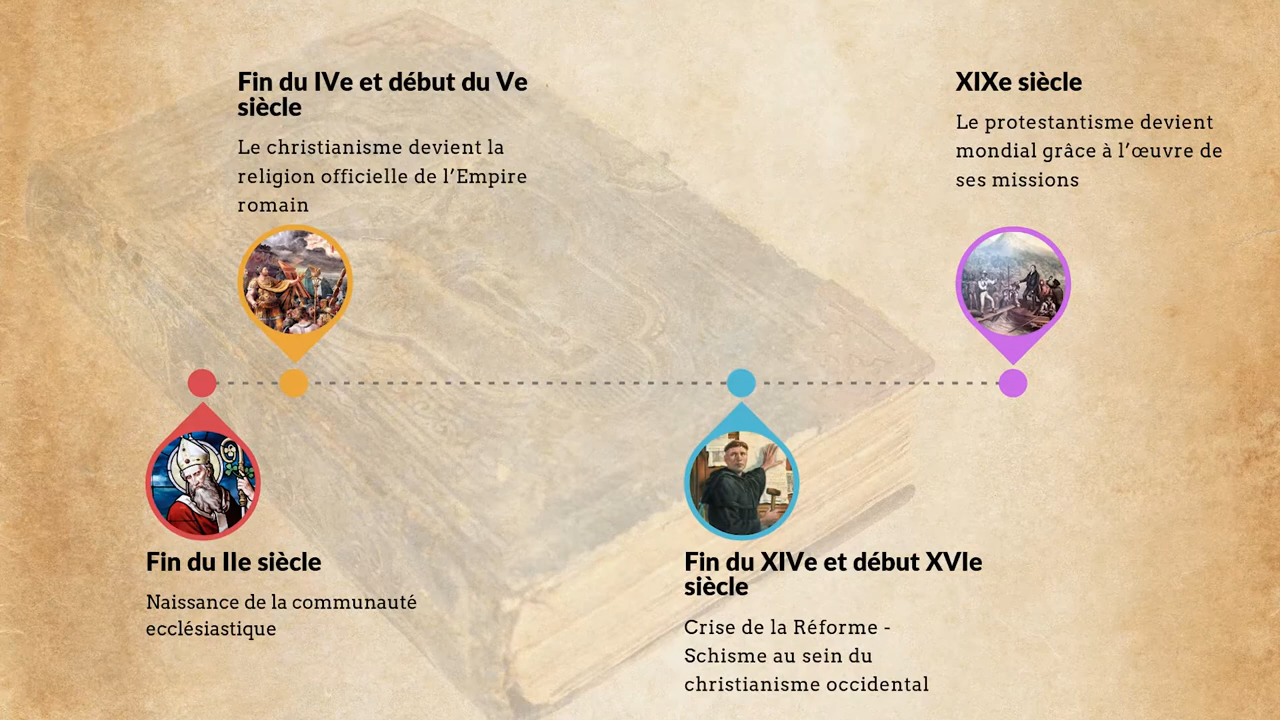 Fin du IVe et début du Ve
siècle
Le christianisme devient la
religion officielle de l’Empire
romain
XIXe siècle
Le protestantisme devient
mondial grâce à l’œuvre de
ses missions
Fin du IIe siècle
Naissance de la communauté
ecclésiastique
Fin du XIVe et début XVIe
siècle
Crise de la Réforme -
Schisme au sein du
christianisme occidental